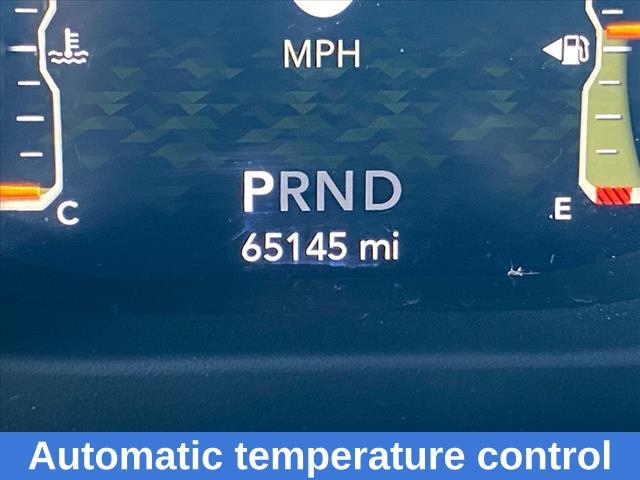 MPH
PRND
C
E
65145 mi
Automatic temperature control